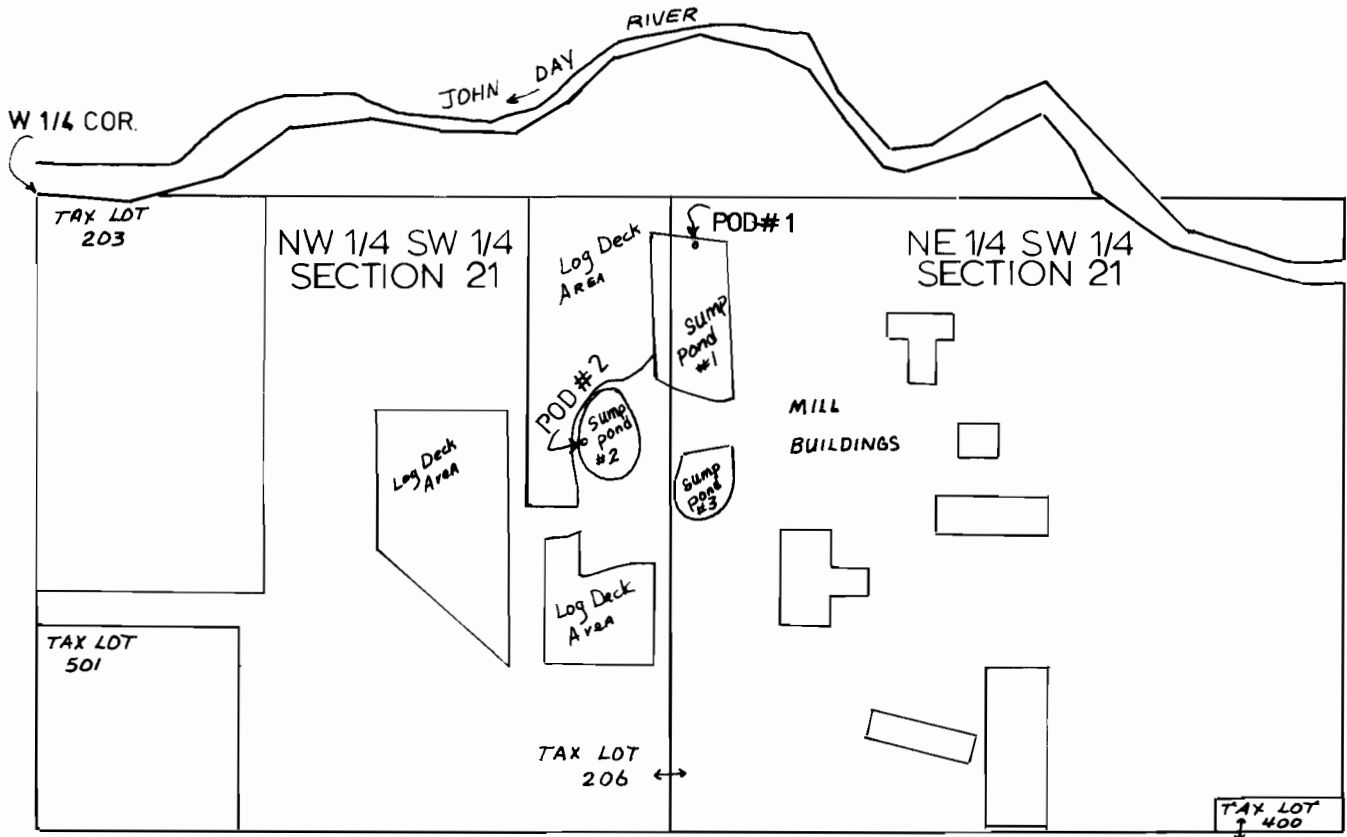 RIVER
DAY
JOHN
W 1/4 COR.
TAX LOT
203
NW 1/4 SW 1/4
SECTION 21
Log Deck
AREA
POD#1
NE 1/4 SW 1/4
SECTION 21
Sump
Pond
#1
POD #2
Sump
pond
#2
MILL
BUILDINGS
Log Deck
Area
Sump
Pond
#3
Log Deck
Area
TAX LOT
501
TAX LOT
206
TAX LOT
400